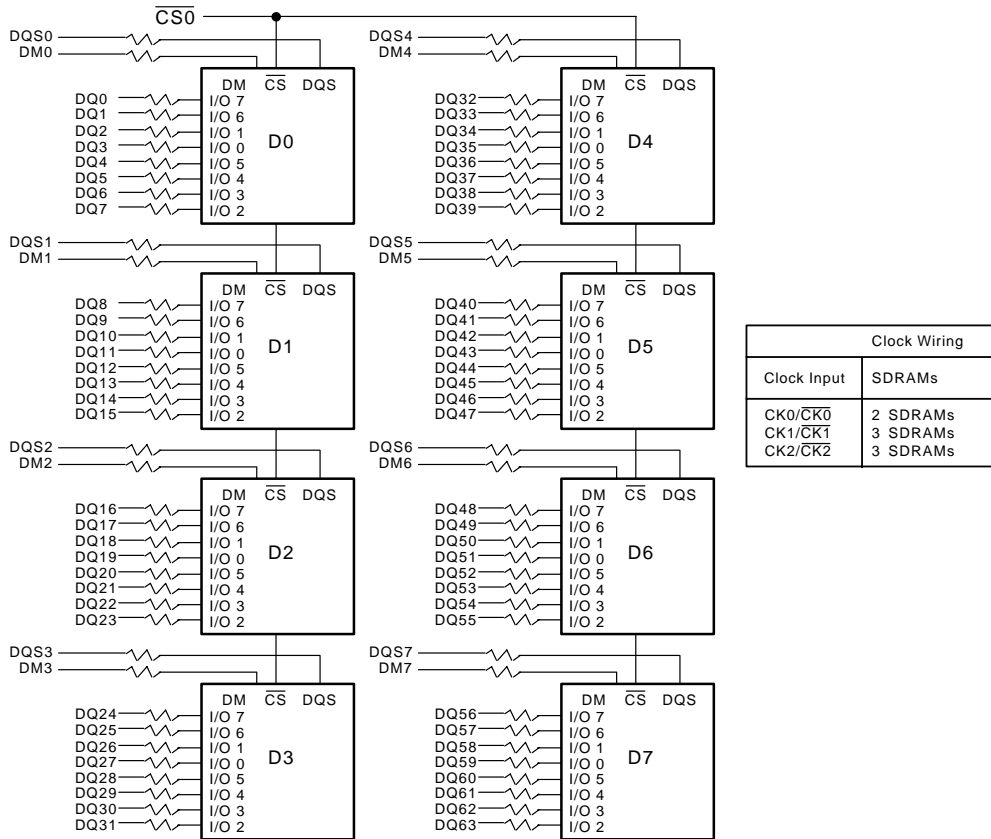 CS0
DQS0
DM0
DM CS DQS
DQ0 I/O 7
DQ1 I/O 6
DQ2 I/O 1
DQ3 I/O 0
DQ4 I/O 5
DQ5 I/O 4
DQ6 I/O 3
DQ7 I/O 2
D0
DQS1
DM1
DM CS DQS
DQ8 I/O 7
DQ9 I/O 6
DQ10 I/O 1
DQ11 I/O 0
DQ12 I/O 5
DQ13 I/O 4
DQ14 I/O 3
DQ15 I/O 2
D1
DQS2
DM2
DM CS DQS
DQ16 I/O 7
DQ17 I/O 6
DQ18 I/O 1
DQ19 I/O 0
DQ20 I/O 5
DQ21 I/O 4
DQ22 I/O 3
DQ23 I/O 2
D2
DQS3
DM3
DM CS DQS
DQ24 I/O 7
DQ25 I/O 6
DQ26 I/O 1
DQ27 I/O 0
DQ28 I/O 5
DQ29 I/O 4
DQ30 I/O 3
DQ31 I/O 2
D3
DQS4
DM4
DM CS DQS
DQ32 I/O 7
DQ33 I/O 6
DQ34 I/O 1
DQ35 I/O 0
DQ36 I/O 5
DQ37 I/O 4
DQ38 I/O 3
DQ39 I/O 2
D4
DQS5
DM5
DM CS DQS
DQ40 I/O 7
DQ41 I/O 6
DQ42 I/O 1
DQ43 I/O 0
DQ44 I/O 5
DQ45 I/O 4
DQ46 I/O 3
DQ47 I/O 2
D5
DQS6
DM6
DM CS DQS
DQ48 I/O 7
DQ49 I/O 6
DQ50 I/O 1
DQ51 I/O 0
DQ52 I/O 5
DQ53 I/O 4
DQ54 I/O 3
DQ55 I/O 2
D6
DQS7
DM7
DM CS DQS
DQ56 I/O 7
DQ57 I/O 6
DQ58 I/O 1
DQ59 I/O 0
DQ60 I/O 5
DQ61 I/O 4
DQ62 I/O 3
DQ63 I/O 2
D7
Clock Wiring
Clock Input SDRAMs
CK0/CK0 2 SDRAMs
CK1/CK1 3 SDRAMs
CK2/CK2 3 SDRAMs